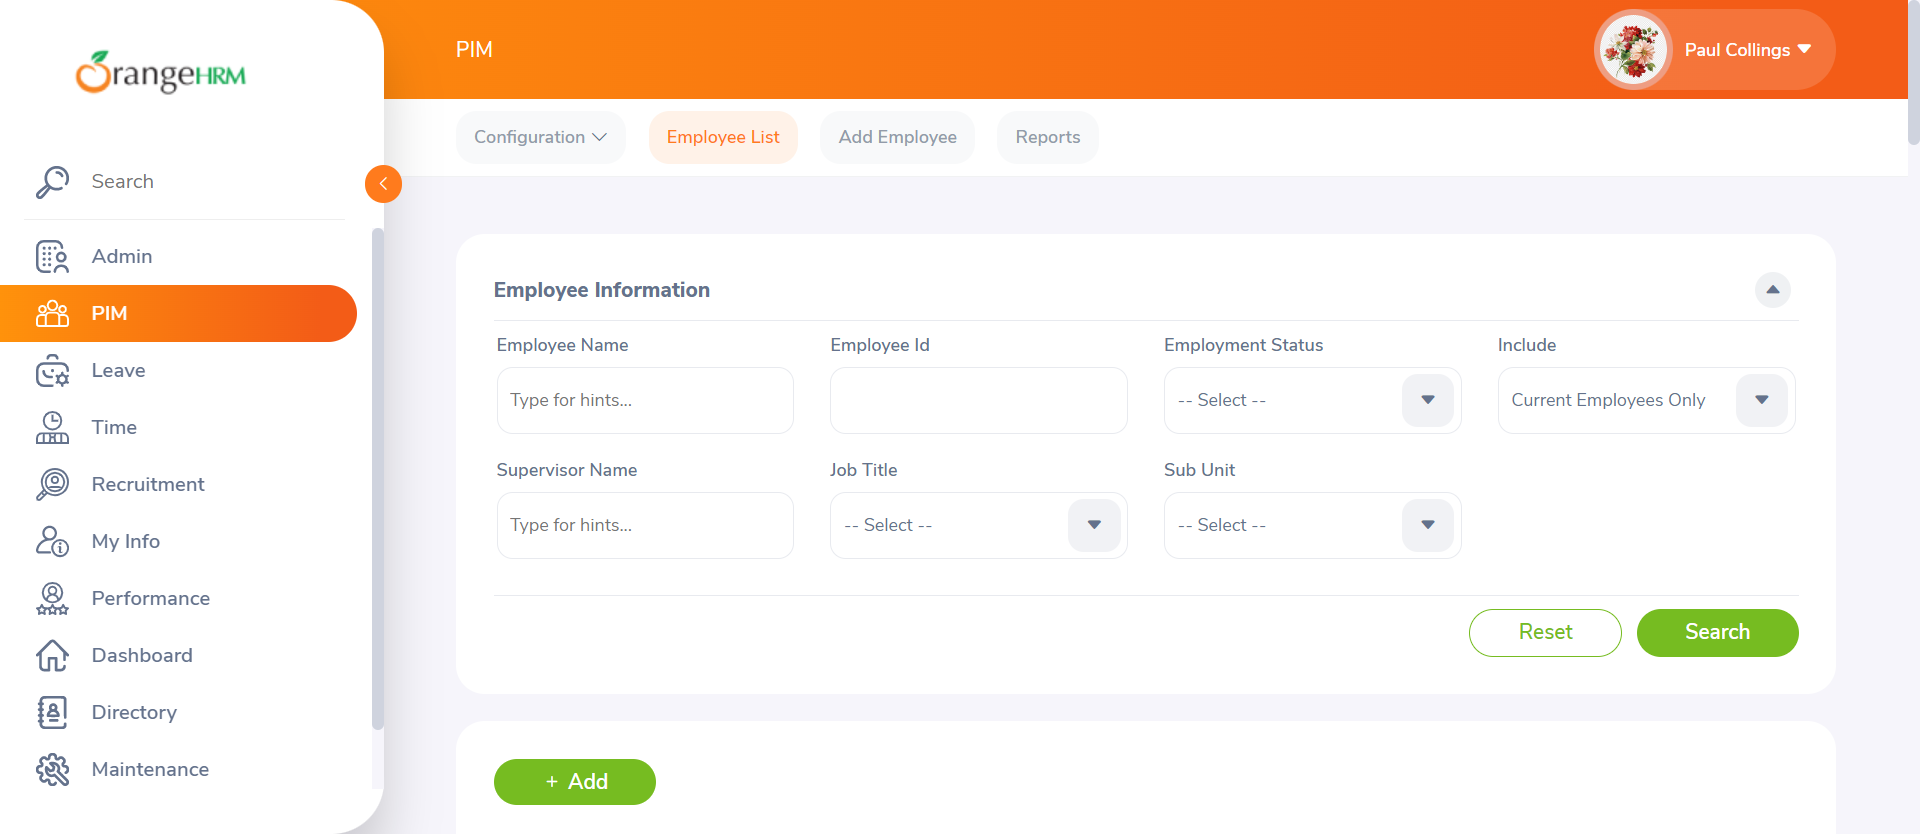 OrangeHRM
PIM
Paul Collings
Configuration
Employee List
Add Employee
Reports
Search
Admin
PIM
Leave
Time
Recruitment
My Info
Performance
Dashboard
Directory
Maintenance
Employee Information
Employee Name
Employee Id
Employment Status
Include
Type for hints...
-- Select --
Current Employees Only
Supervisor Name
Job Title
Sub Unit
Type for hints...
-- Select --
-- Select --
Reset
Search
+ Add